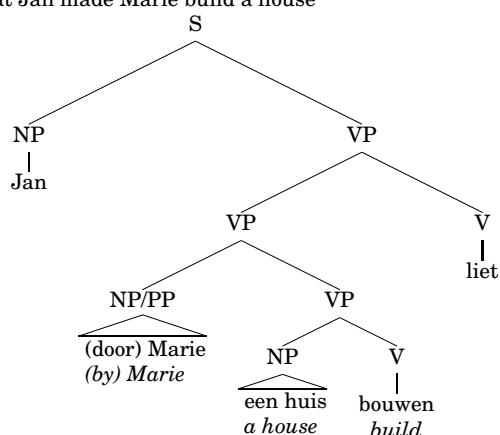 at Jan made Marie build a house
S
NP VP
Jan
VP V
liet
NP/PP VP
(door) Marie
(by) Marie
NP V
een huis bouwen
a house build